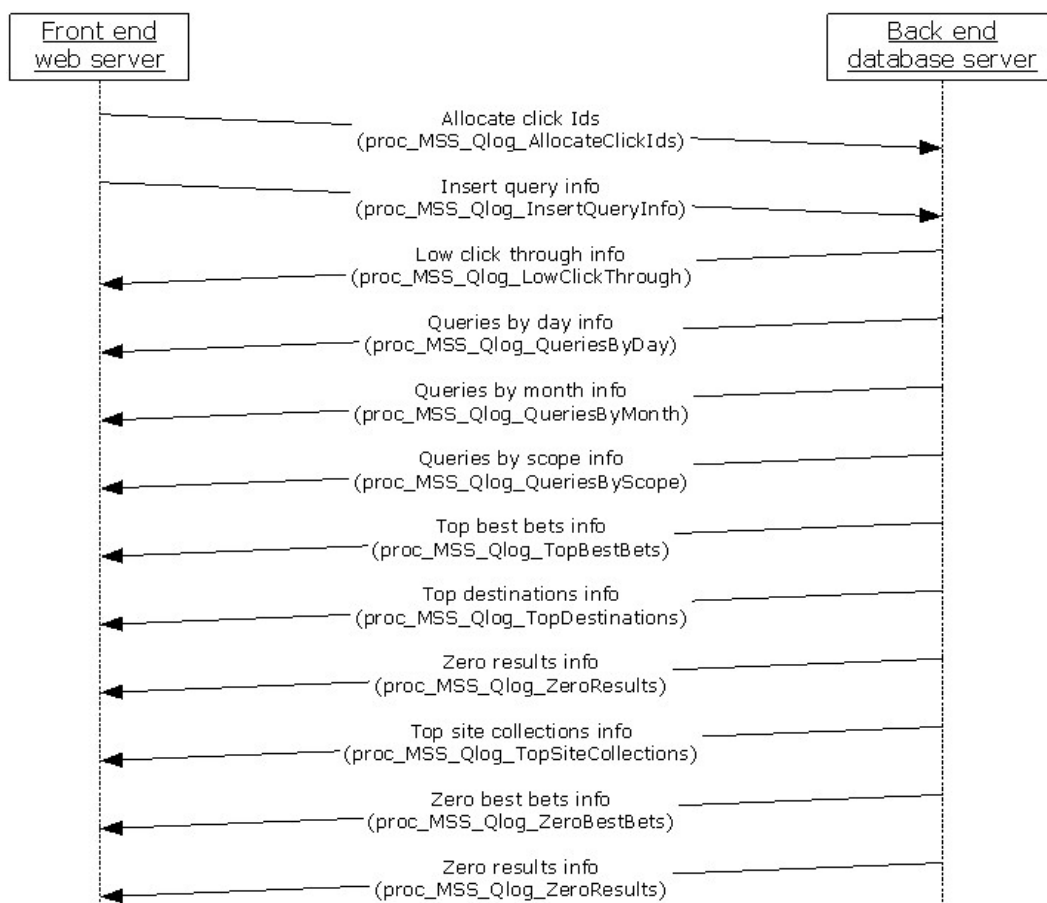 Front end
web server
Back end
database server
Allocate click Ids
(proc_MSS_Qlog_AllocateClickIds)
Insert query info
(proc_MSS_Qlog_InsertQueryInfo)
Low click through info
(proc_MSS_Qlog_LowClickThrough)
Queries by day info
(proc_MSS_Qlog_QueriesByDay)
Queries by month info
(proc_MSS_Qlog_QueriesByMonth)
Queries by scope info
(proc_MSS_Qlog_QueriesByScope)
Top best bets info
(proc_MSS_Qlog_TopBestBets)
Top destinations info
(proc_MSS_Qlog_TopDestinations)
Zero results info
(proc_MSS_Qlog_ZeroResults)
Top site collections info
(proc_MSS_Qlog_TopSiteCollections)
Zero best bets info
(proc_MSS_Qlog_ZeroBestBets)
Zero results info
(proc_MSS_Qlog_ZeroResults)